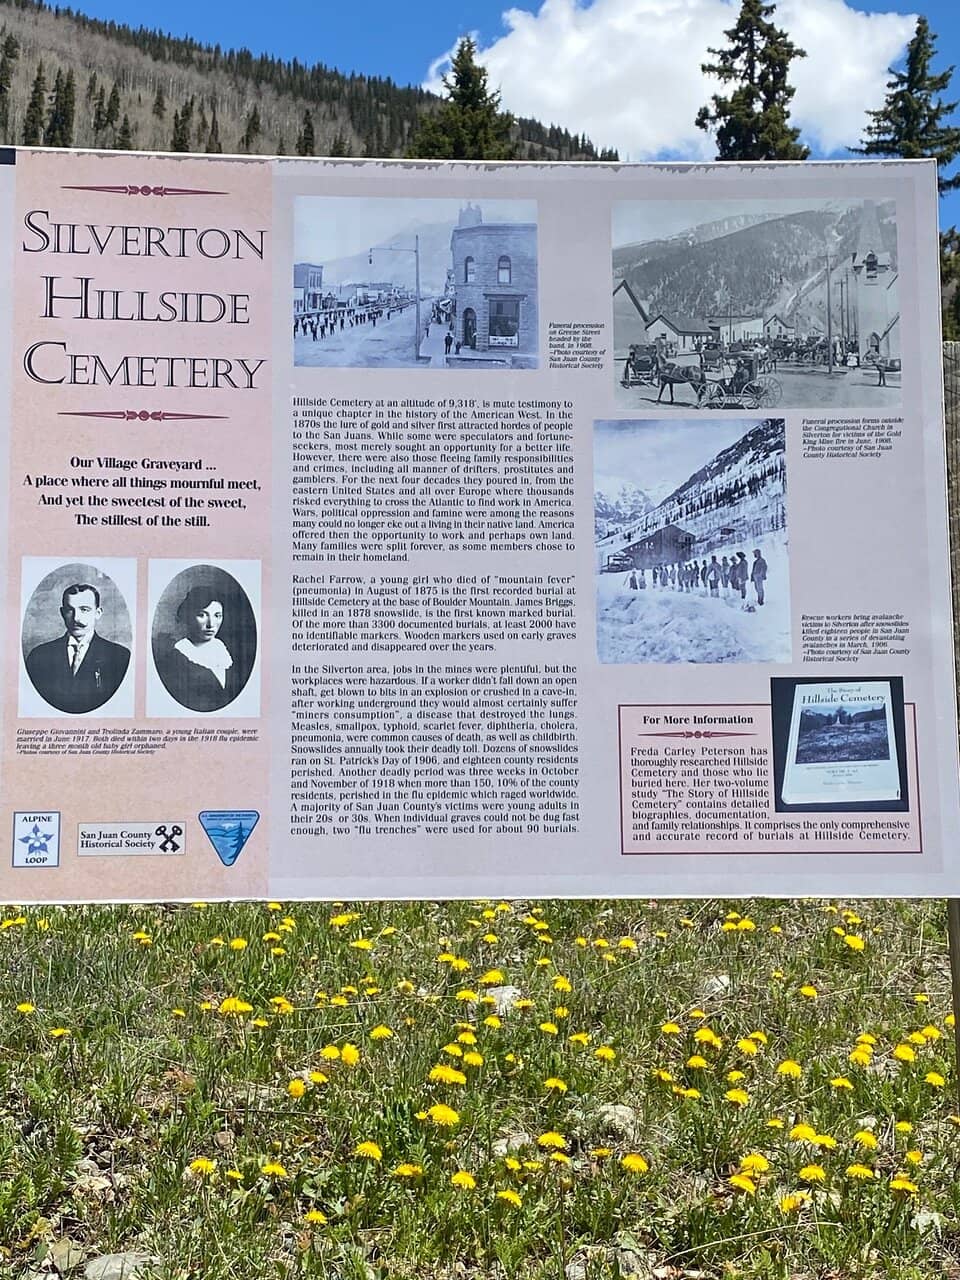 SILVERTON
HILLSIDE
CEMETERY
Our Village Graveyard ...
A place where all things mournful meet,
And yet the sweetest of the sweet,
The stillest of the still.
Giuseppe Giovannini and Teolinda Zammaro, a young Italian couple, were
married in June 1917. Both died within two days in the 1918 flu epidemic
leaving a three month old baby girl orphaned.
~Photos courtesy of San Juan County Historical Society
ALPINE
LOOP
San Juan County
Historical Society
Funeral procession
on Greene Street
headed by the
band, in 1908.
~Photo courtesy of
San Juan County
Historical Society
Hillside Cemetery at an altitude of 9,318', is mute testimony to
a unique chapter in the history of the American West. In the
1870s the lure of gold and silver first attracted hordes of people
to the San Juans. While some were speculators and fortune-
seekers, most merely sought an opportunity for a better life.
However, there were also those fleeing family responsibilities
and crimes, including all manner of drifters, prostitutes and
gamblers. For the next four decades they poured in, from the
eastern United States and all over Europe where thousands
risked everything to cross the Atlantic to find work in America.
Wars, political oppression and famine were among the reasons
many could no longer eke out a living in their native land. America
offered then the opportunity to work and perhaps own land.
Many families were split forever, as some members chose to
remain in their homeland.
Rachel Farrow, a young girl who died of "mountain fever"
(pneumonia) in August of 1875 is the first recorded burial at
Hillside Cemetery at the base of Boulder Mountain. James Briggs,
killed in an 1878 snowslide, is the first known marked burial.
Of the more than 3300 documented burials, at least 2000 have
no identifiable markers. Wooden markers used on early graves
deteriorated and disappeared over the years.
In the Silverton area, jobs in the mines were plentiful, but the
workplaces were hazardous. If a worker didn't fall down an open
shaft, get blown to bits in an explosion or crushed in a cave-in,
after working underground they would almost certainly suffer
"miners consumption", a disease that destroyed the lungs.
Measles, smallpox, typhoid, scarlet fever, diphtheria, cholera,
pneumonia, were common causes of death, as well as childbirth.
Snowslides annually took their deadly toll. Dozens of snowslides
ran on St. Patrick's Day of 1906, and eighteen county residents
perished. Another deadly period was three weeks in October
and November of 1918 when more than 150, 10% of the county
residents, perished in the flu epidemic which raged worldwide.
A majority of San Juan County's victims were young adults in
their 20s or 30s. When individual graves could not be dug fast
enough, two "flu trenches" were used for about 90 burials.
Funeral procession forms outside
the Congregational Church in
Silverton for victims of the Gold
King Mine fire in June, 1908.
~Photo courtesy of San Juan
County Historical Society
Rescue workers bring avalanche
victims to Silverton after snowslides
killed eighteen people in San Juan
County in a series of devastating
avalanches in March, 1906.
~Photo courtesy of San Juan County
Historical Society
For More Information
Freda Carley Peterson has
thoroughly researched Hillside
Cemetery and those who lie
buried here. Her two-volume
study "The Story of Hillside
Cemetery" contains detailed
biographies, documentation,
and family relationships. It comprises the only comprehensive
and accurate record of burials at Hillside Cemetery.
The Story of
Hillside Cemetery